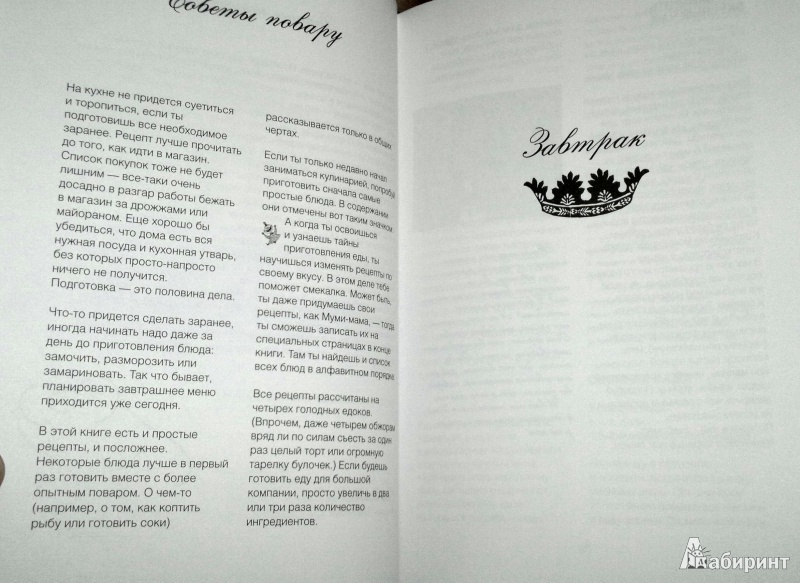 Советы повару
На кухне не придется суетиться
и торопиться, если ты
подготовишь все необходимое
заранее. Рецепт лучше прочитать
до того, как идти в магазин.
Список покупок тоже не будет
лишним — все-таки очень
досадно в разгар работы бежать
в магазин за дрожжами или
майораном. Еще хорошо бы
убедиться, что дома есть вся
нужная посуда и кухонная утварь,
без которых просто-напросто
ничего не получится.
Подготовка — это половина дела.
Что-то придется сделать заранее,
иногда начинать надо даже за
день до приготовления блюда:
замочить, разморозить или
замариновать. Так что бывает,
планировать завтрашнее меню
приходится уже сегодня.
В этой книге есть и простые
рецепты, и посложнее.
Некоторые блюда лучше в первый
раз готовить вместе с более
опытным поваром. О чем-то
(например, о том, как коптить
рыбу или готовить соки)
рассказывается только в общих
чертах.
Если ты только недавно начал
заниматься кулинарией, попробуй
приготовить сначала самые
простые блюда. В содержании
они отмечены вот таким значком.
А когда ты освоишься
и узнаешь тайны
приготовления еды, ты
научишься изменять рецепты по
своему вкусу. В этом деле тебе
поможет смекалка. Может быть,
ты даже придумаешь свои
рецепты, как Муми-мама, — тогда
ты сможешь записать их на
специальных страницах в конце
книги. Там ты найдешь и список
всех блюд в алфавитном порядке.
Все рецепты рассчитаны на
четырех голодных едоков.
(Впрочем, даже четырем обжорам
вряд ли по силам съесть за один
раз целый торт или огромную
тарелку булочек.) Если будешь
готовить еду для большой
компании, просто увеличь в два
или три раза количество
ингредиентов.
Завтрак
Лабиринт